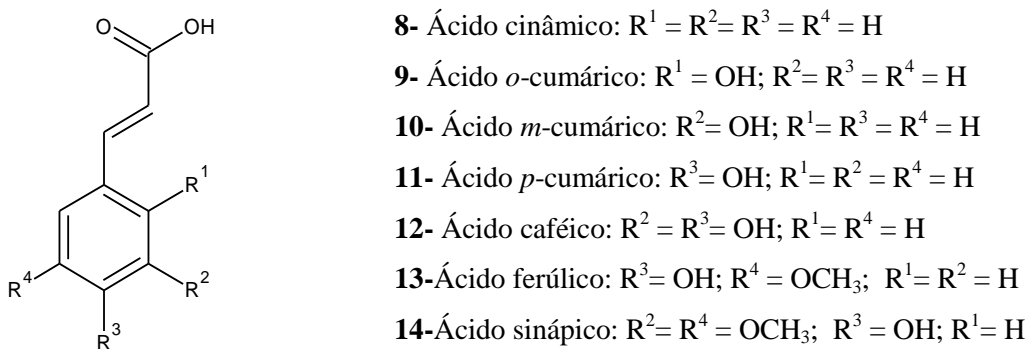 O
OH
R¹
R²
R³
R⁴
8- Ácido cinâmico: R¹ = R²= R³ = R⁴ = H
9- Ácido o-cumárico: R¹ = OH; R²= R³ = R⁴ = H
10- Ácido m-cumárico: R²= OH; R¹= R³ = R⁴ = H
11- Ácido p-cumárico: R³= OH; R¹= R² = R⁴ = H
12- Ácido caféico: R² = R³= OH; R¹= R⁴ = H
13-Ácido ferúlico: R³= OH; R⁴ = OCH₃; R¹= R² = H
14-Ácido sinápico: R²= R⁴ = OCH₃; R³ = OH; R¹= H